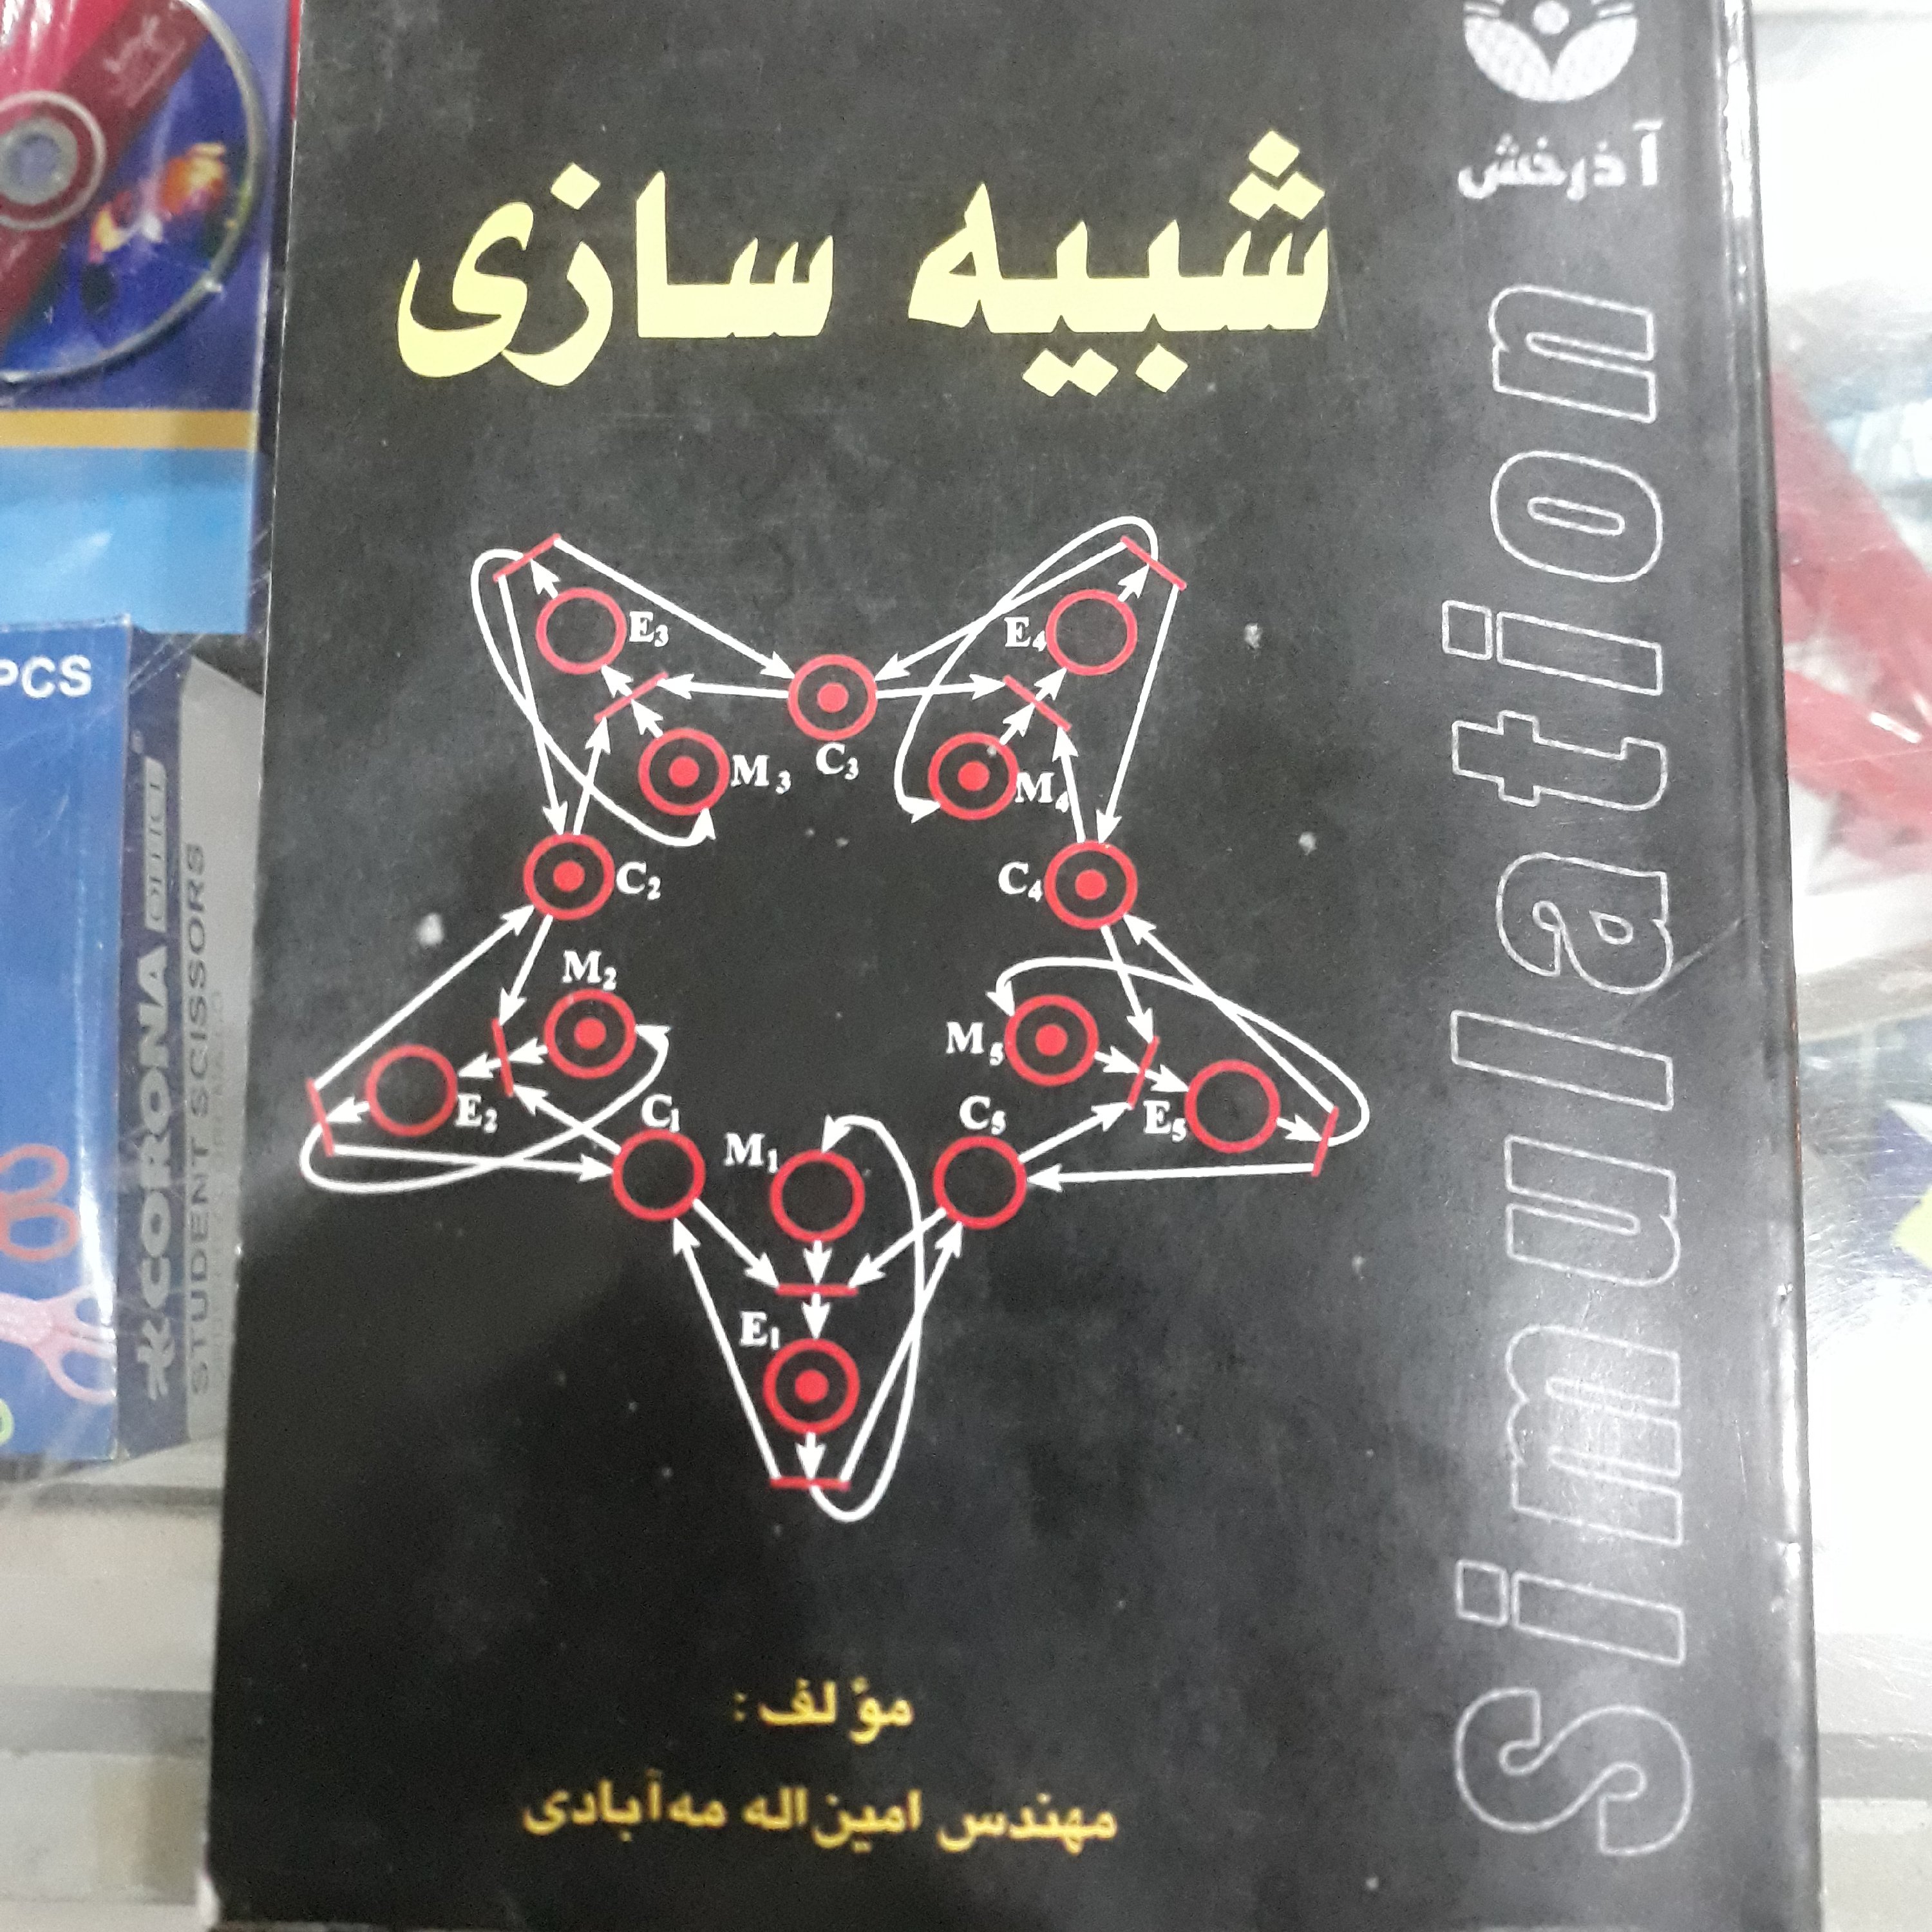 آذرخش
شبیه سازی
Simulation
E3
E4
M3
C3
M4
C2
C4
M2
M5
E2
C1
C5
E5
M1
E1
مؤلف :
مهندس امین‌اله مه‌آبادی
PCS
CORONA OFFICE
STUDENT SCISSORS